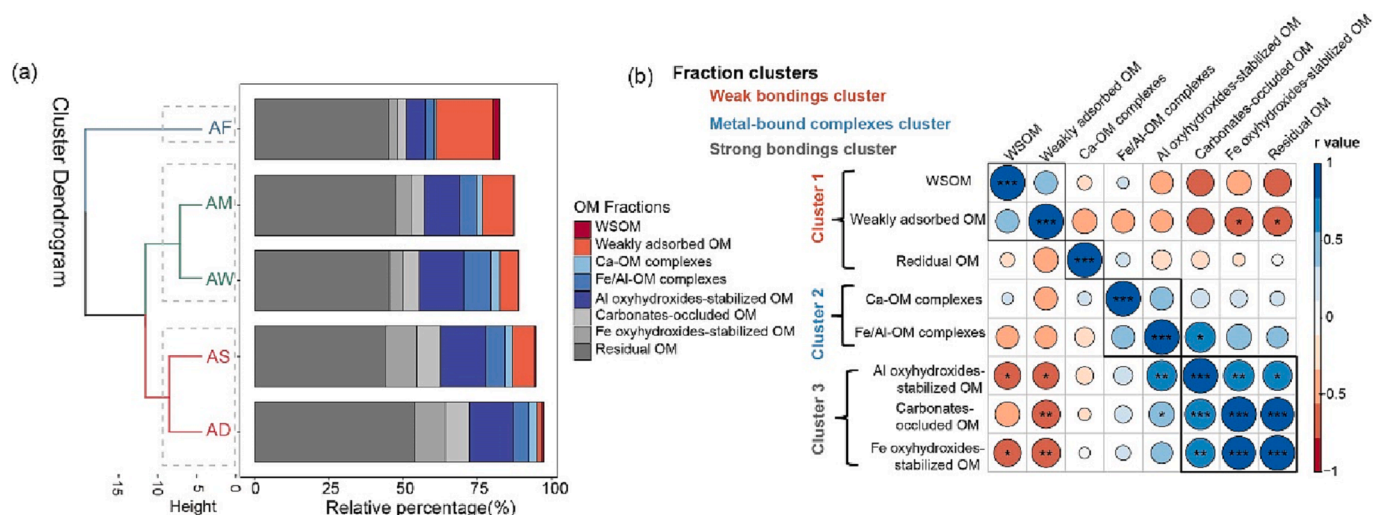 (a)
Cluster Dendrogram
AF
AM
AW
AS
AD
-15
-10
-5
0
Height
0
50
75
100
Relative percentage(%)
OM Fractions
WSOM
Weakly adsorbed OM
Ca-OM complexes
Fe/Al-OM complexes
Al oxyhydroxides-stabilized OM
Carbonates-occluded OM
Fe oxyhydroxides-stabilized OM
Residual OM
(b)
Fraction clusters
Weak bondings cluster
Metal-bound complexes cluster
Strong bondings cluster
WSOM
Weakly adsorbed OM
Ca-OM complexes
Fe/Al-OM complexes
Al oxyhydroxides-stabilized OM
Carbonates-occluded OM
Fe oxyhydroxides-stabilized OM
Residual OM
Cluster 1
WSOM
Weakly adsorbed OM
Redidual OM
Cluster 2
Ca-OM complexes
Fe/Al-OM complexes
Cluster 3
Al oxyhydroxides-
stabilized OM
Carbonates-
occluded OM
Fe oxyhydroxides-
stabilized OM
***
***
* *
***
***
***
*
* * ** *** ** *
** * *** *** ***
* ** ** *** ***
r value
1
0.5
0
-0.5
-1